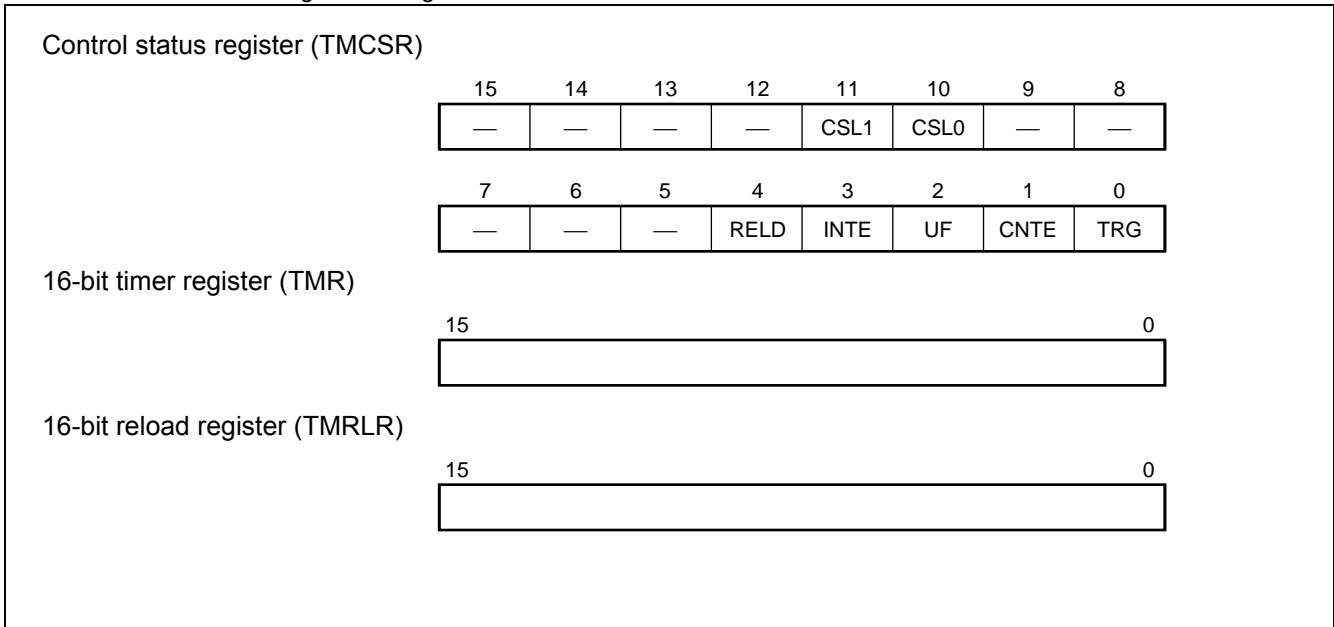 Control status register (TMCSR)
15 14 13 12 11 10 9 8
— — — — CSL1 CSL0 — —
7 6 5 4 3 2 1 0
— — — RELD INTE UF CNTE TRG
16-bit timer register (TMR)
15 0
16-bit reload register (TMRLR)
15 0